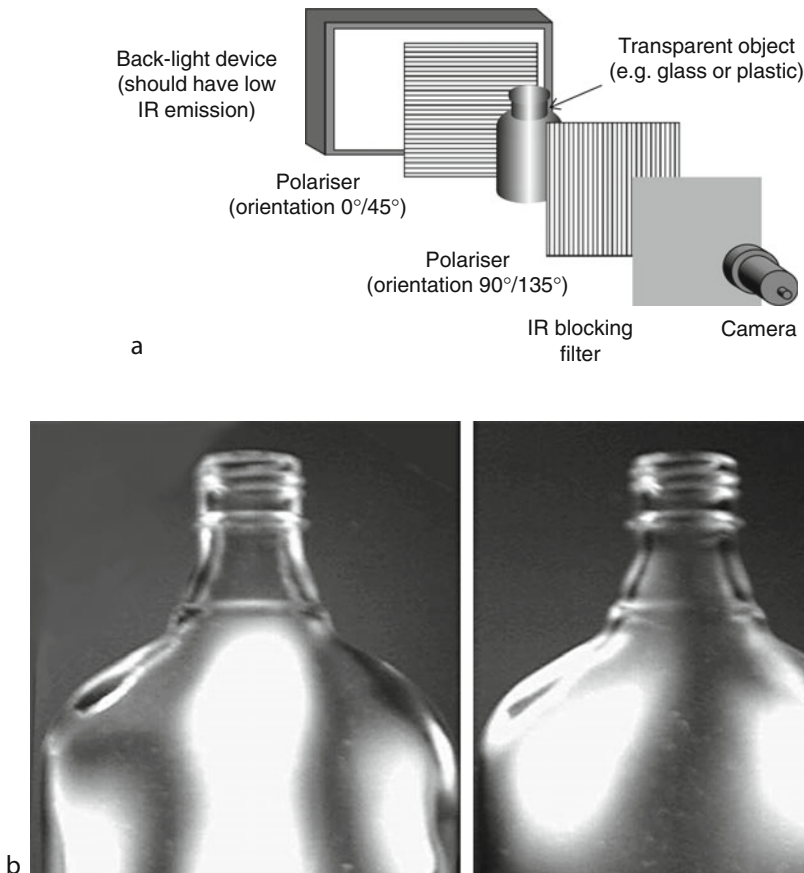 Back-light device
(should have low
IR emission)
Transparent object
(e.g. glass or plastic)
Polariser
(orientation 0°/45°)
Polariser
(orientation 90°/135°)
IR blocking
filter
Camera
a
b